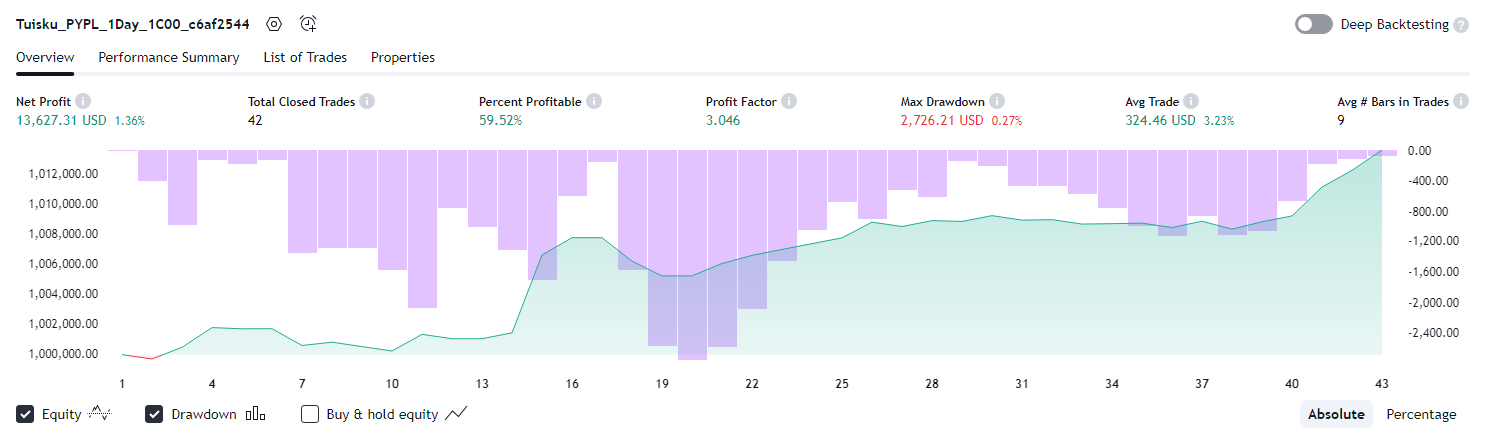 Tuisku_PYPL_1Day_1C00_c6af2544 Deep Backtesting ?
Overview Performance Summary List of Trades Properties
Net Profit i Total Closed Trades i Percent Profitable i Profit Factor i Max Drawdown i Avg Trade i Avg # Bars in Trades i
13,627.31 USD 1.36% 42 59.52% 3.046 2,726.21 USD 0.27% 324.46 USD 3.23% 9
0.00
1,012,000.00 -400.00
1,010,000.00 -800.00
1,008,000.00 -1,200.00
1,006,000.00 -1,600.00
1,004,000.00 -2,000.00
1,002,000.00 -2,400.00
1,000,000.00
1 4 7 10 13 16 19 22 25 28 31 34 37 40 43
Equity Drawdown Buy & hold equity Absolute Percentage